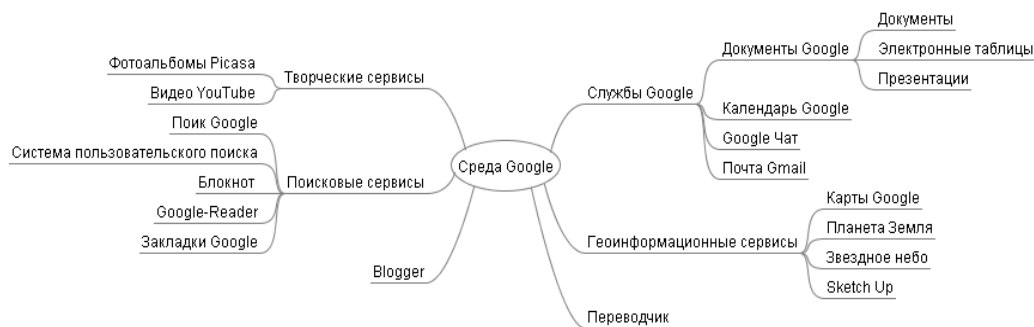 Среда Google
Творческие сервисы
Фотоальбомы Picasa
Видео YouTube
Поисковые сервисы
Поик Google
Система пользовательского поиска
Блокнот
Google-Reader
Закладки Google
Blogger
Службы Google
Документы Google
Документы
Электронные таблицы
Презентации
Календарь Google
Google Чат
Почта Gmail
Геоинформационные сервисы
Карты Google
Планета Земля
Звездное небо
Sketch Up
Переводчик